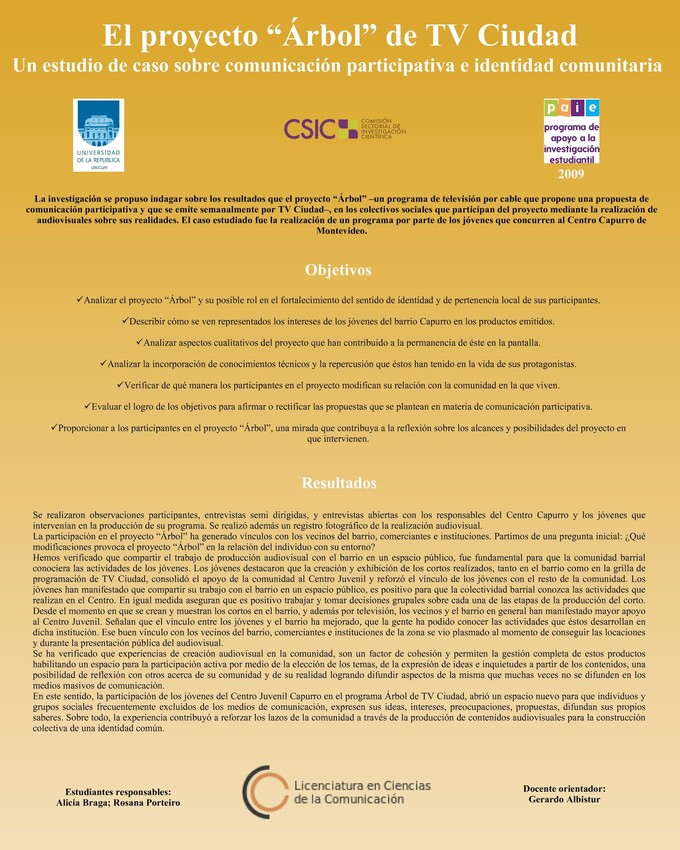 El proyecto “Árbol” de TV Ciudad
Un estudio de caso sobre comunicación participativa e identidad comunitaria
UNIVERSIDAD
DE LA REPUBLICA
URUGUAY
CSIC
COMISIÓN
SECTORIAL DE
INVESTIGACIÓN
CIENTÍFICA
paie
programa de
apoyo a la
investigación
estudiantil
2009
La investigación se propuso indagar sobre los resultados que el proyecto “Árbol” –un programa de televisión por cable que propone una propuesta de
comunicación participativa y que se emite semanalmente por TV Ciudad–, en los colectivos sociales que participan del proyecto mediante la realización de
audiovisuales sobre sus realidades. El caso estudiado fue la realización de un programa por parte de los jóvenes que concurren al Centro Capurro de
Montevideo.
Objetivos
✓Analizar el proyecto “Árbol” y su posible rol en el fortalecimiento del sentido de identidad y de pertenencia local de sus participantes.
✓Describir cómo se ven representados los intereses de los jóvenes del barrio Capurro en los productos emitidos.
✓Analizar aspectos cualitativos del proyecto que han contribuido a la permanencia de éste en la pantalla.
✓Analizar la incorporación de conocimientos técnicos y la repercusión que éstos han tenido en la vida de sus protagonistas.
✓Verificar de qué manera los participantes en el proyecto modifican su relación con la comunidad en la que viven.
✓Evaluar el logro de los objetivos para afirmar o rectificar las propuestas que se plantean en materia de comunicación participativa.
✓Proporcionar a los participantes en el proyecto “Árbol”, una mirada que contribuya a la reflexión sobre los alcances y posibilidades del proyecto en
que intervienen.
Resultados
Se realizaron observaciones participantes, entrevistas semi dirigidas, y entrevistas abiertas con los responsables del Centro Capurro y los jóvenes que
intervenían en la producción de su programa. Se realizó además un registro fotográfico de la realización audiovisual.
La participación en el proyecto “Árbol” ha generado vínculos con los vecinos del barrio, comerciantes e instituciones. Partimos de una pregunta inicial: ¿Qué
modificaciones provoca el proyecto “Árbol” en la relación del individuo con su entorno?
Hemos verificado que compartir el trabajo de producción audiovisual con el barrio en un espacio público, fue fundamental para que la comunidad barrial
conociera las actividades de los jóvenes. Los jóvenes destacaron que la creación y exhibición de los cortos realizados, tanto en el barrio como en la grilla de
programación de TV Ciudad, consolidó el apoyo de la comunidad al Centro Juvenil y reforzó el vínculo de los jóvenes con el resto de la comunidad. Los
jóvenes han manifestado que compartir su trabajo con el barrio en un espacio público, es positivo para que la colectividad barrial conozca las actividades que
realizan en el Centro. En igual medida aseguran que es positivo trabajar y tomar decisiones grupales sobre cada una de las etapas de la producción del corto.
Desde el momento en que se crean y muestran los cortos en el barrio, y además por televisión, los vecinos y el barrio en general han manifestado mayor apoyo
al Centro Juvenil. Señalan que el vínculo entre los jóvenes y el barrio ha mejorado, que la gente ha podido conocer las actividades que éstos desarrollan en
dicha institución. Ese buen vínculo con los vecinos del barrio, comerciantes e instituciones de la zona se vio plasmado al momento de conseguir las locaciones
y durante la presentación pública del audiovisual.
Se ha verificado que experiencias de creación audiovisual en la comunidad, son un factor de cohesión y permiten la gestión completa de estos productos
habilitando un espacio para la participación activa por medio de la elección de los temas, de la expresión de ideas e inquietudes a partir de los contenidos, una
posibilidad de reflexión con otros acerca de su comunidad y de su realidad logrando difundir aspectos de la misma que muchas veces no se difunden en los
medios masivos de comunicación.
En este sentido, la participación de los jóvenes del Centro Juvenil Capurro en el programa Árbol de TV Ciudad, abrió un espacio nuevo para que individuos y
grupos sociales frecuentemente excluidos de los medios de comunicación, expresen sus ideas, intereses, preocupaciones, propuestas, difundan sus propios
saberes. Sobre todo, la experiencia contribuyó a reforzar los lazos de la comunidad a través de la producción de contenidos audiovisuales para la construcción
colectiva de una identidad común.
Estudiantes responsables:
Alicia Braga; Rosana Porteiro
Licenciatura en Ciencias
de la Comunicación
Docente orientador:
Gerardo Albistur